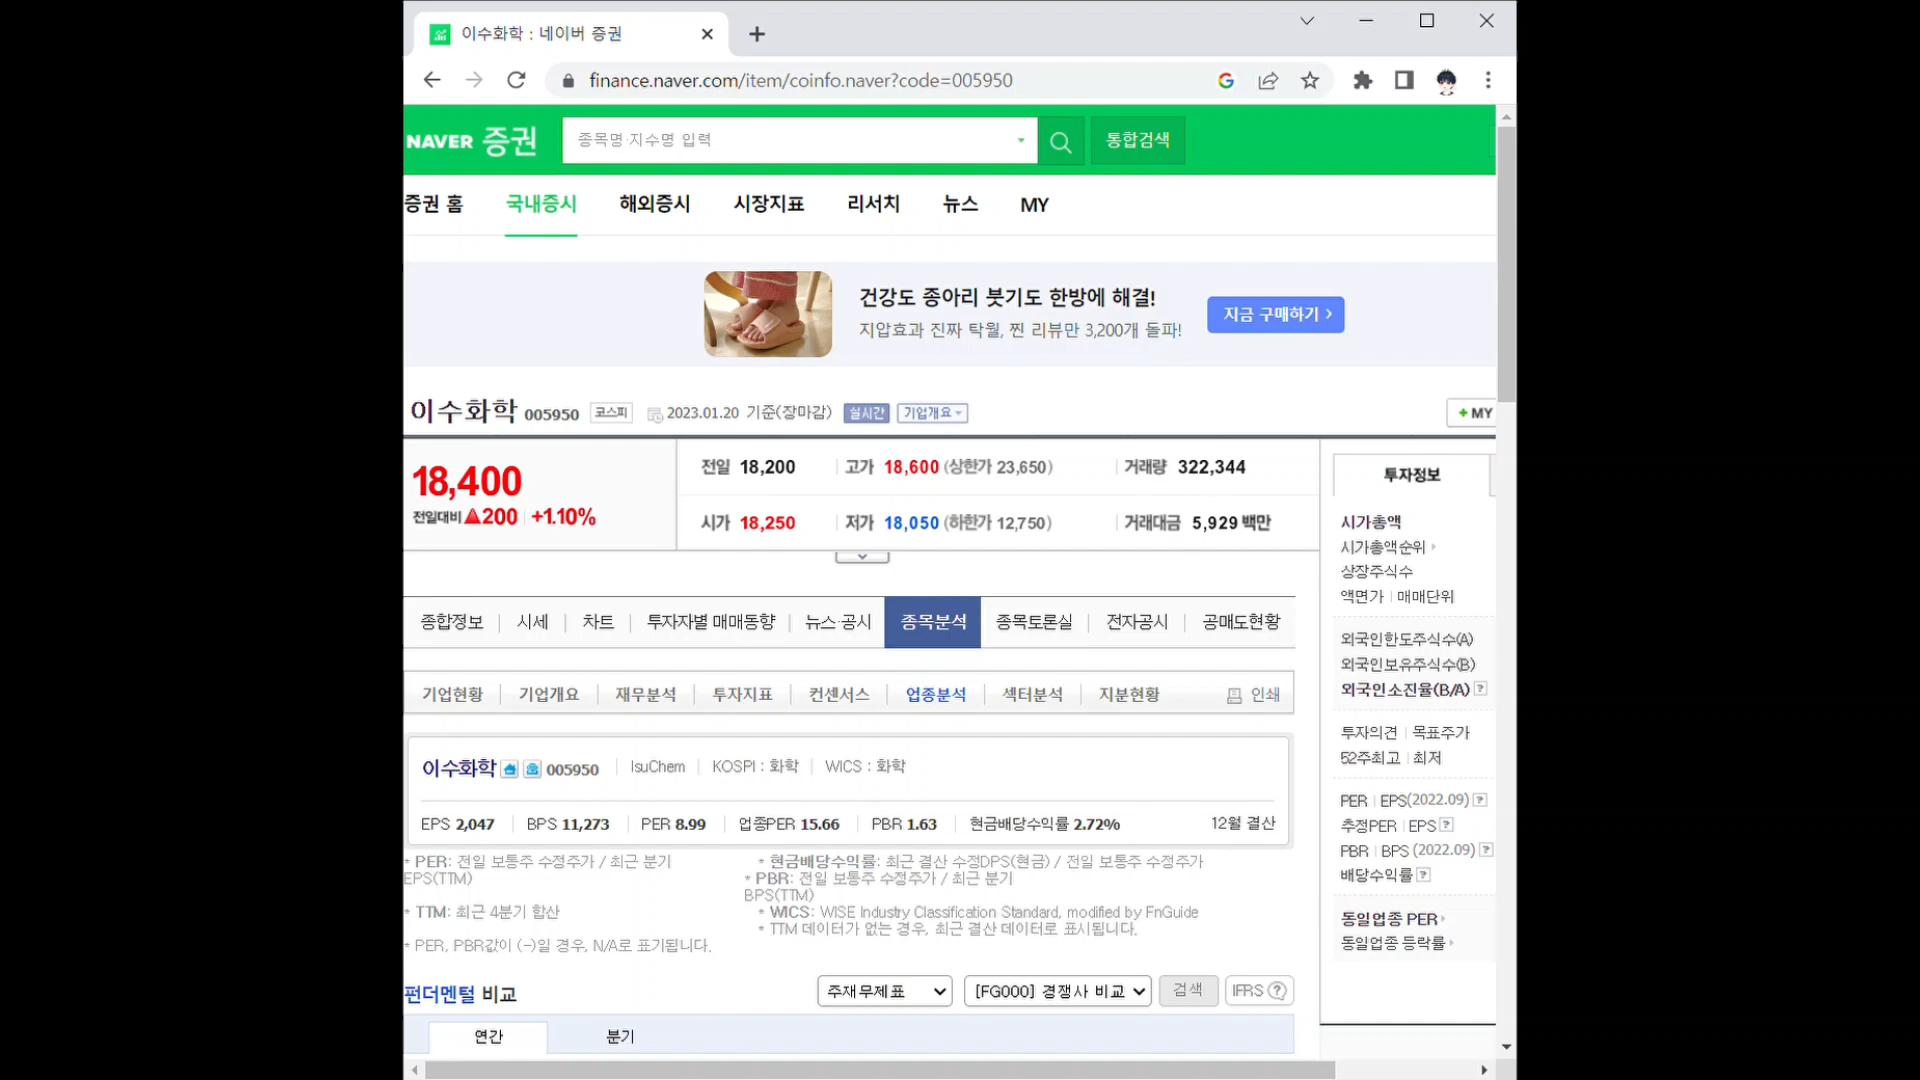 이수화학 : 네이버 증권
finance.naver.com/item/coinfo.naver?code=005950
NAVER 증권 종목명·지수명 입력 통합검색
증권 홈 국내증시 해외증시 시장지표 리서치 뉴스 MY
건강도 종아리 붓기도 한방에 해결!
지압효과 진짜 탁월, 찐 리뷰만 3,200개 돌파!
지금 구매하기 ›
이수화학 005950 코스피 2023.01.20 기준(장마감) 실시간 기업개요 + MY
18,400
전일대비 ▲200 +1.10%
전일 18,200 고가 18,600 (상한가 23,650) 거래량 322,344
시가 18,250 저가 18,050 (하한가 12,750) 거래대금 5,929 백만
종합정보 시세 차트 투자자별 매매동향 뉴스·공시 종목분석 종목토론실 전자공시 공매도현황
기업현황 기업개요 재무분석 투자지표 컨센서스 업종분석 섹터분석 지분현황 인쇄
이수화학 005950 IsuChem KOSPI : 화학 WICS : 화학
EPS 2,047 BPS 11,273 PER 8.99 업종PER 15.66 PBR 1.63 현금배당수익률 2.72% 12월 결산
* PER: 전일 보통주 수정주가 / 최근 분기
EPS(TTM)
* TTM: 최근 4분기 합산
* PER, PBR값이 (-)일 경우, N/A로 표기됩니다.
* 현금배당수익률: 최근 결산 수정DPS(현금) / 전일 보통주 수정주가
* PBR: 전일 보통주 수정주가 / 최근 분기
BPS(TTM)
* WICS: WISE Industry Classification Standard, modified by FnGuide
* TTM 데이터가 없는 경우, 최근 결산 데이터로 표시됩니다.
펀더멘털 비교 주재무제표 [FG000] 경쟁사 비교 검색 IFRS ?
연간 분기
투자정보
시가총액
시가총액순위
상장주식수
액면가 매매단위
외국인한도주식수(A)
외국인보유주식수(B)
외국인소진율(B/A) ?
투자의견 목표주가
52주최고 최저
PER EPS(2022.09) ?
추정PER EPS ?
PBR BPS (2022.09) ?
배당수익률 ?
동일업종 PER
동일업종 등락률